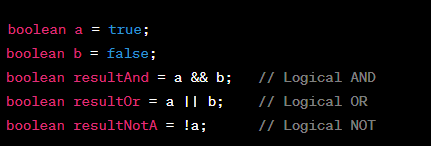 boolean a = true;
boolean b = false;
boolean resultAnd = a && b;   // Logical AND
boolean resultOr = a || b;    // Logical OR
boolean resultNotA = !a;      // Logical NOT